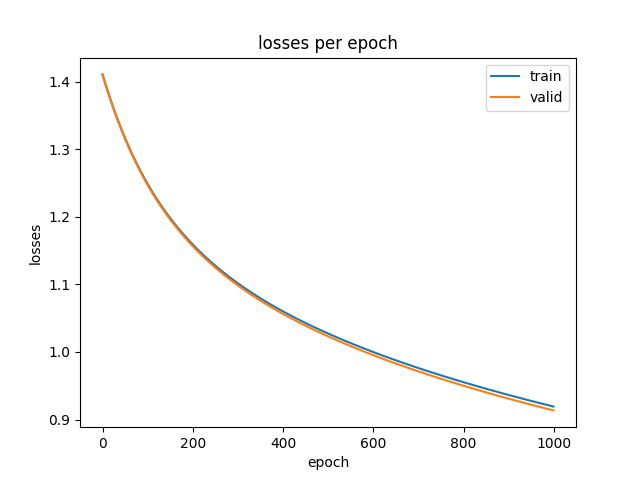 losses per epoch
train
valid
1.4
1.3
1.2
1.1
1.0
0.9
losses
0 200 400 600 800 1000
epoch